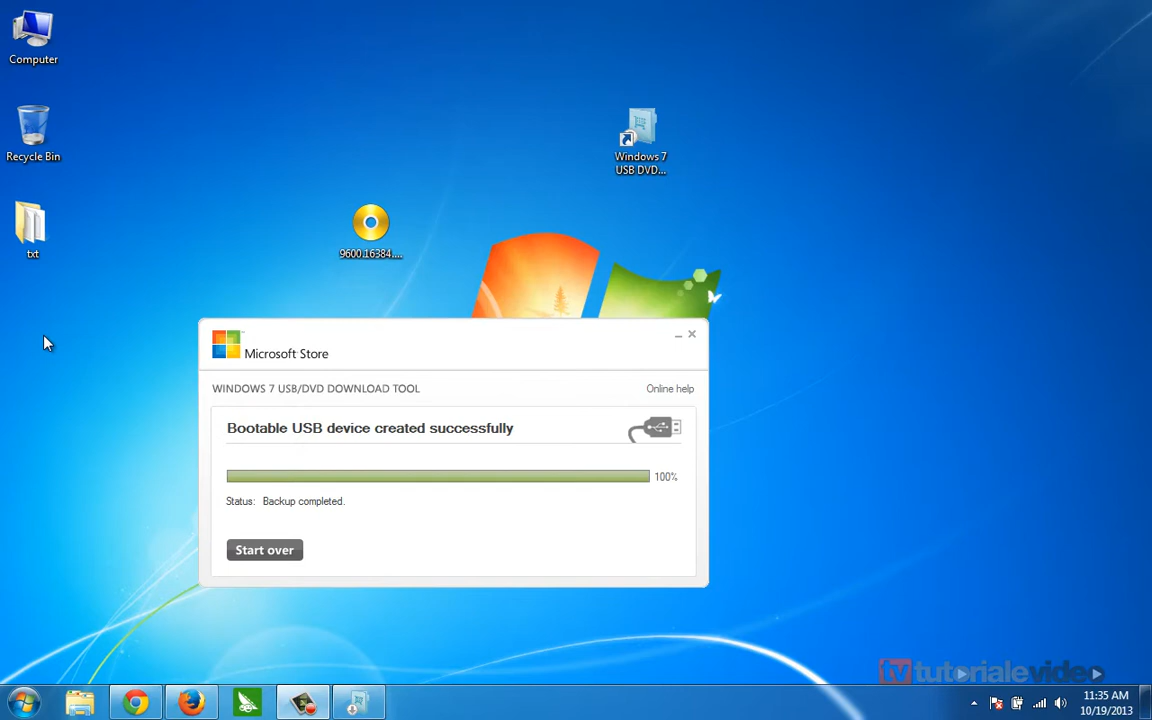 Computer
Recycle Bin
txt
Windows 7
USB DVD...
9600.16384....
Microsoft Store
WINDOWS 7 USB/DVD DOWNLOAD TOOL
Online help
Bootable USB device created successfully
100%
Status: Backup completed.
Start over
tv tutorialevideo
11:35 AM
10/19/2013